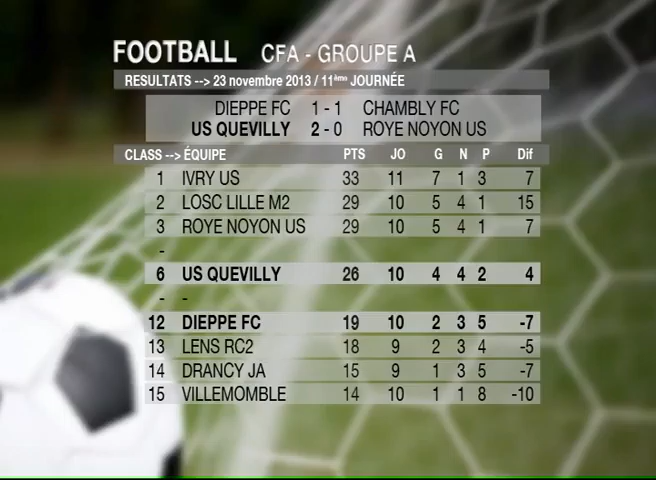 FOOTBALL CFA - GROUPE A
RESULTATS --> 23 novembre 2013 / 11ème JOURNÉE
DIEPPE FC 1 - 1 CHAMBLY FC
US QUEVILLY 2 - 0 ROYE NOYON US
CLASS --> ÉQUIPE PTS JO G N P Dif
1 IVRY US 33 11 7 1 3 7
2 LOSC LILLE M2 29 10 5 4 1 15
3 ROYE NOYON US 29 10 5 4 1 7
-
6 US QUEVILLY 26 10 4 4 2 4
- -
12 DIEPPE FC 19 10 2 3 5 -7
13 LENS RC2 18 9 2 3 4 -5
14 DRANCY JA 15 9 1 3 5 -7
15 VILLEMOMBLE 14 10 1 1 8 -10